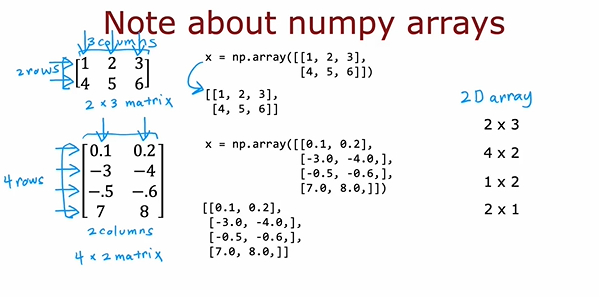 Note about numpy arrays
3 columns
2 rows
1 2 3
4 5 6
2 x 3 matrix
x = np.array([[1, 2, 3],
[4, 5, 6]])
[[1, 2, 3],
[4, 5, 6]]
4 rows
0.1 0.2
-3 -4
-.5 -.6
7 8
2 columns
4 x 2 matrix
x = np.array([[0.1, 0.2],
[-3.0, -4.0,],
[-0.5, -0.6,],
[7.0, 8.0,]])
[[0.1, 0.2],
[-3.0, -4.0,],
[-0.5, -0.6,],
[7.0, 8.0,]]
2D array
2 x 3
4 x 2
1 x 2
2 x 1